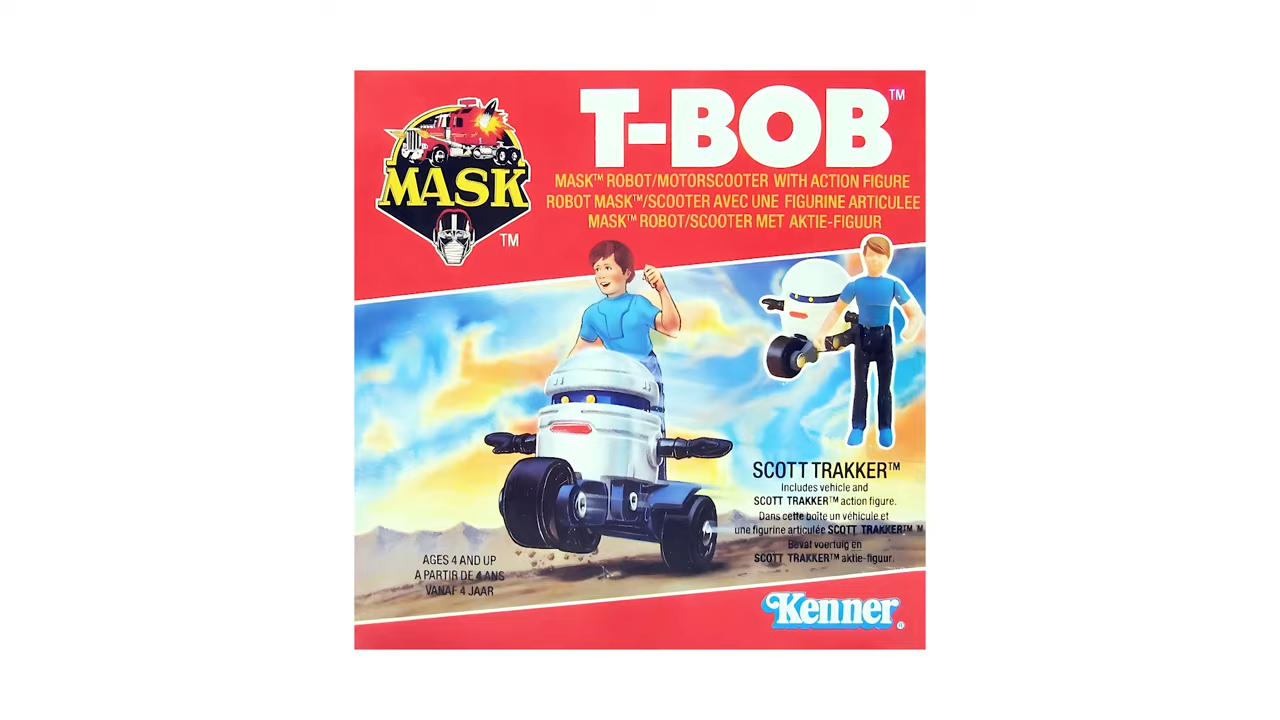 T-BOB™
MASK™ ROBOT/MOTORSCOOTER WITH ACTION FIGURE
ROBOT MASK™/SCOOTER AVEC UNE FIGURINE ARTICULEE
MASK™ ROBOT/SCOOTER MET AKTIE-FIGUUR
MASK
TM
SCOTT TRAKKER™
Includes vehicle and
SCOTT TRAKKER™ action figure.
Dans cette boîte un véhicule et
une figurine articulée SCOTT TRAKKER™ M
Bevat voertuig en
SCOTT TRAKKER™ aktie-figuur.
AGES 4 AND UP
A PARTIR DE 4 ANS
VANAF 4 JAAR
Kenner®